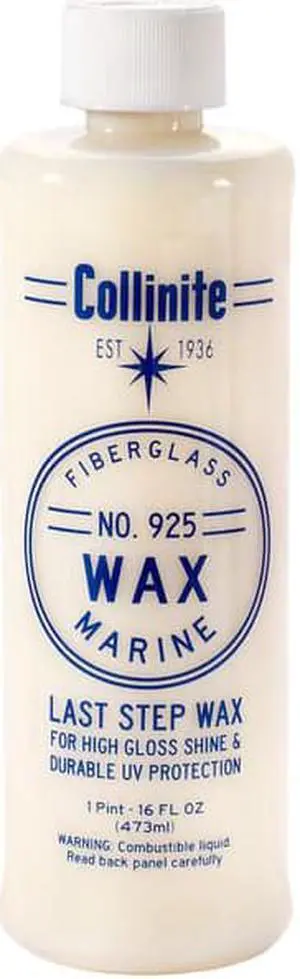 Collinite
EST 1936
FIBERGLASS
NO. 925
WAX
MARINE
LAST STEP WAX
FOR HIGH GLOSS SHINE &
DURABLE UV PROTECTION
1 Pint - 16 FL OZ
(473ml)
WARNING: Combustible liquid
Read back panel carefully